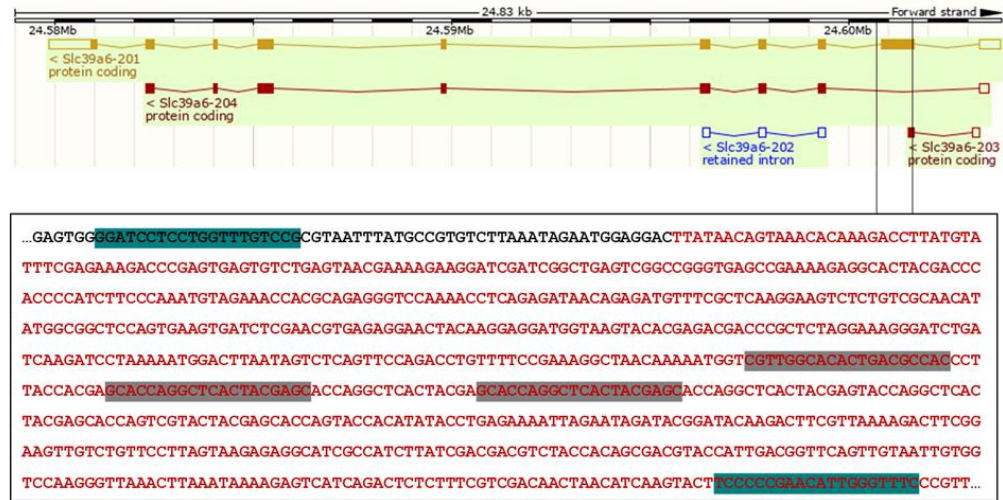 24.83 kb
Forward strand
24.58Mb
24.59Mb
24.60Mb
< Slc39a6-201
protein coding
< Slc39a6-204
protein coding
< Slc39a6-202
retained intron
< Slc39a6-203
protein coding
...GAGTGGGGATCCTCCTGGTTTGTCCGCGTAATTTATGCCGTGTCTTAAATAGAATGGAGGACTTATAACAGTAAACACAAAGACCTTATGTA
TTTCGAGAAAGACCCGAGTGAGTGTCTGAGTAACGAAAAGAAGGATCGATCGGCTGAGTCGGCCGGGTGAGCCGAAAAGAGGCACTACGACCC
ACCCCATCTTCCCAAATGTAGAAACCACGCAGAGGGTCCAAAACCTCAGAGATAACAGAGATGTTTCGCTCAAGGAAGTCTCTGTCGCAACAT
ATGGCGGCTCCAGTGAAGTGATCTCGAACGTGAGAGGAACTACAAGGAGGATGGTAAGTACACGAGACGACCCGCTCTAGGAAAGGGATCTGA
TCAAGATCCTAAAAATGGACTTAATAGTCTCAGTTCCAGACCTGTTTTCCGAAAGGCTAACAAAAATGGTCGTTGGCACACTGACGCCACCCT
TACCACGAGCACCAGGCTCACTACGAGCACCAGGCTCACTACGAGCACCAGGCTCACTACGAGCACCAGGCTCACTACGAGTACCAGGCTCAC
TACGAGCACCAGTCGTACTACGAGCACCAGTACCACATATACCTGAGAAAATTAGAATAGATACGGATACAAGACTTCGTTAAAAGACTTCGG
AAGTTGTCTGTTCCTTAGTAAGAGAGGCATCGCCATCTTATCGACGACGTCTACCACAGCGACGTACCATTGACGGTTCAGTTGTAATTGTGG
TCCAAGGGTTAAACTTAAATAAAAGAGTCATCAGACTCTCTTTCGTCGACAACTAACATCAAGTACTTCCCCCGAACATTGGGTTTCCCGTT...